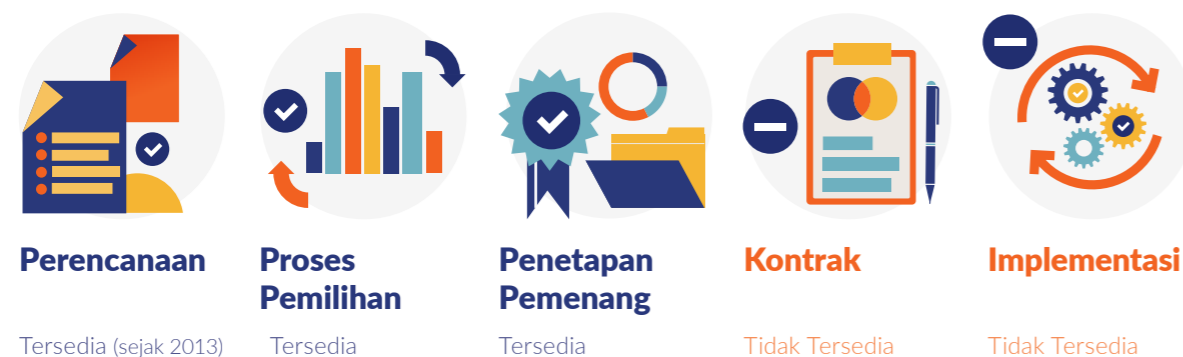 Perencanaan
Tersedia (sejak 2013)
Proses
Pemilihan
Tersedia
Penetapan
Pemenang
Tersedia
Kontrak
Tidak Tersedia
Implementasi
Tidak Tersedia